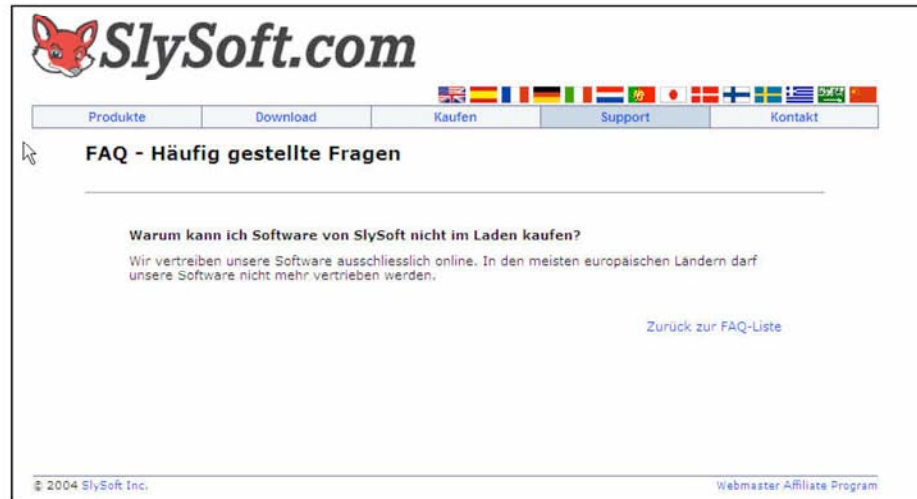 SlySoft.com
Produkte Download Kaufen Support Kontakt
FAQ - Häufig gestellte Fragen
Warum kann ich Software von SlySoft nicht im Laden kaufen?
Wir vertreiben unsere Software ausschliesslich online. In den meisten europäischen Ländern darf
unsere Software nicht mehr vertrieben werden.
Zurück zur FAQ-Liste
© 2004 SlySoft Inc. Webmaster Affiliate Program